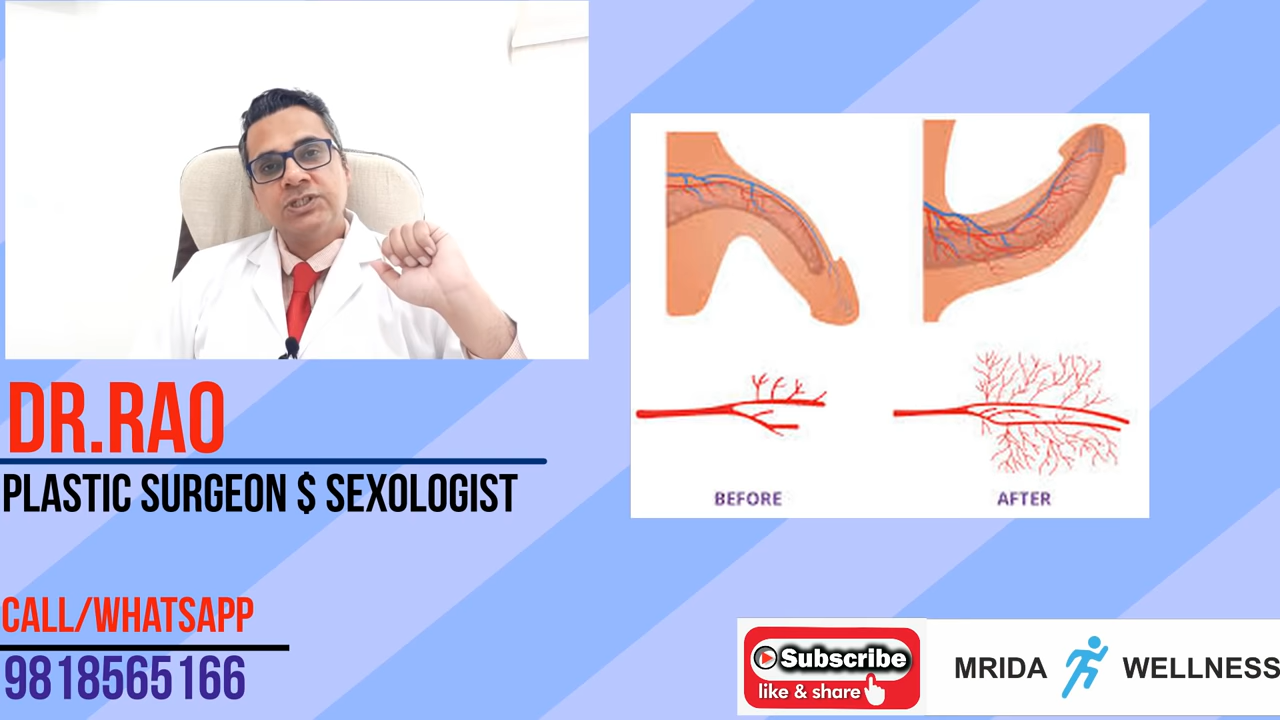 DR.RAO
PLASTIC SURGEON $ SEXOLOGIST
CALL/WHATSAPP
9818565166
BEFORE
AFTER
Subscribe
like & share
MRIDA WELLNESS